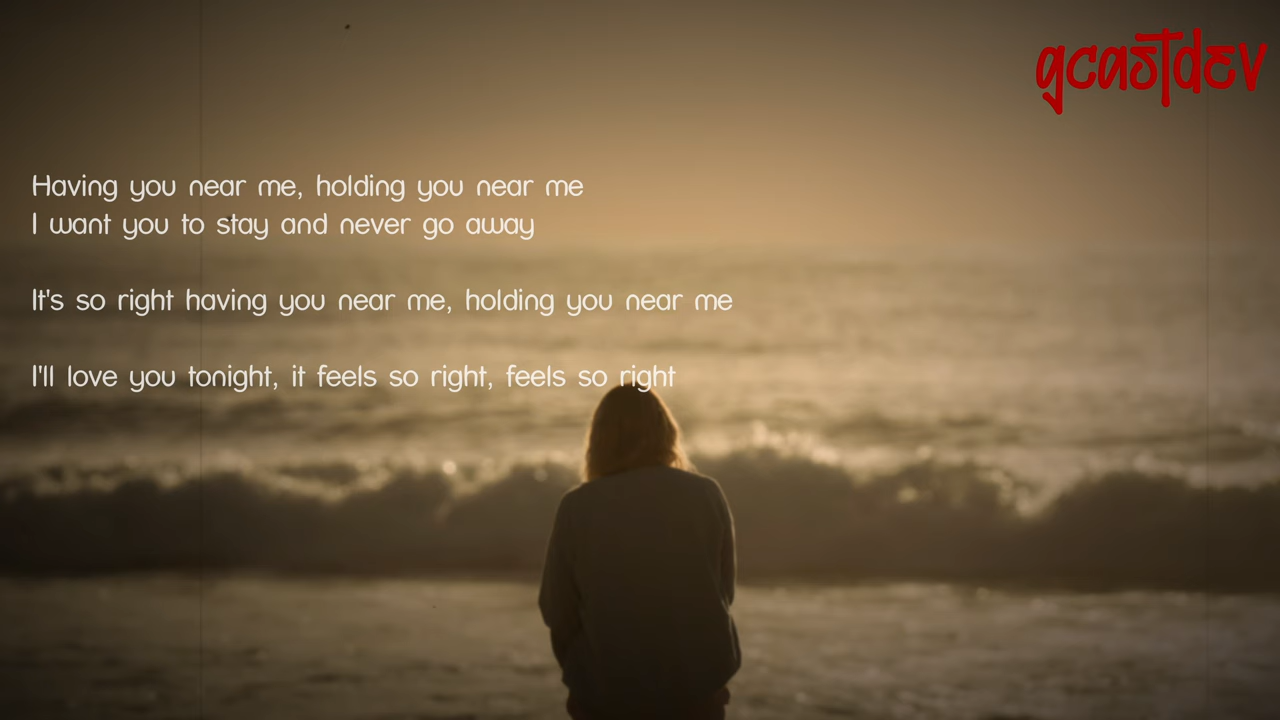 gcastdev
Having you near me, holding you near me
I want you to stay and never go away
It's so right having you near me, holding you near me
I'll love you tonight, it feels so right, feels so right